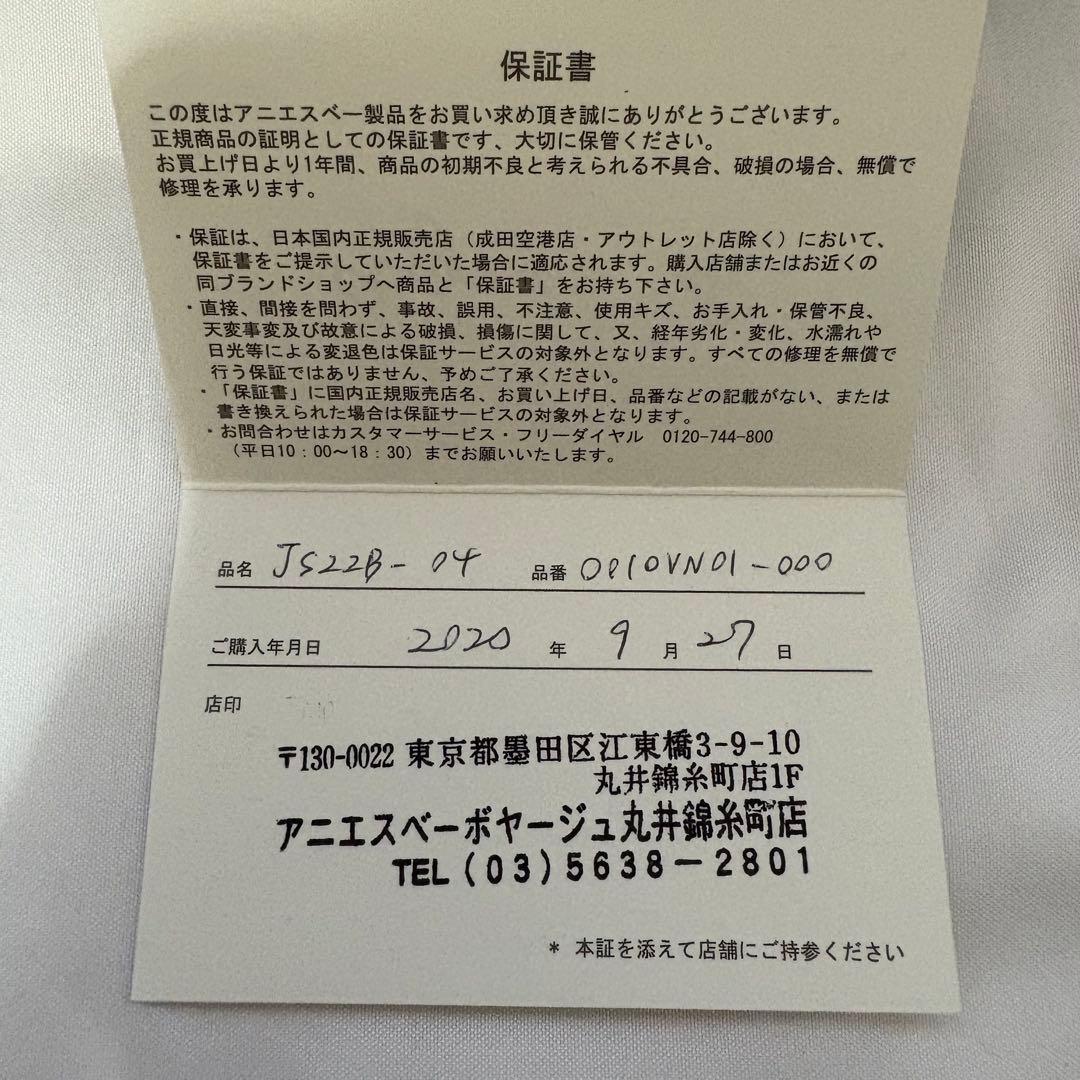 保証書
この度はアニエスベー製品をお買い求め頂き誠にありがとうございます。
正規商品の証明としての保証書です、大切に保管ください。
お買上げ日より1年間、商品の初期不良と考えられる不具合、破損の場合、無償で
修理を承ります。
・保証は、日本国内正規販売店（成田空港店・アウトレット店除く）において、
保証書をご提示していただいた場合に適応されます。購入店舗またはお近くの
同ブランドショップへ商品と「保証書」をお持ち下さい。
・直接、間接を問わず、事故、誤用、不注意、使用キズ、お手入れ・保管不良、
天変事変及び故意による破損、損傷に関して、又、経年劣化・変化、水濡れや
日光等による変退色は保証サービスの対象外となります。すべての修理を無償で
行う保証ではありません、予めご了承ください。
・「保証書」に国内正規販売店名、お買い上げ日、品番などの記載がない、または
書き換えられた場合は保証サービスの対象外となります。
・お問合わせはカスタマーサービス・フリーダイヤル 0120-744-800
（平日10：00〜18：30）までお願いいたします。
品名 JS22B-04 品番 0P10VN01-000
ご購入年月日 2020 年 9 月 27 日
店印
〒130-0022 東京都墨田区江東橋3-9-10
丸井錦糸町店1F
アニエスベーボヤージュ丸井錦糸町店
TEL(03)5638-2801
* 本証を添えて店舗にご持参ください